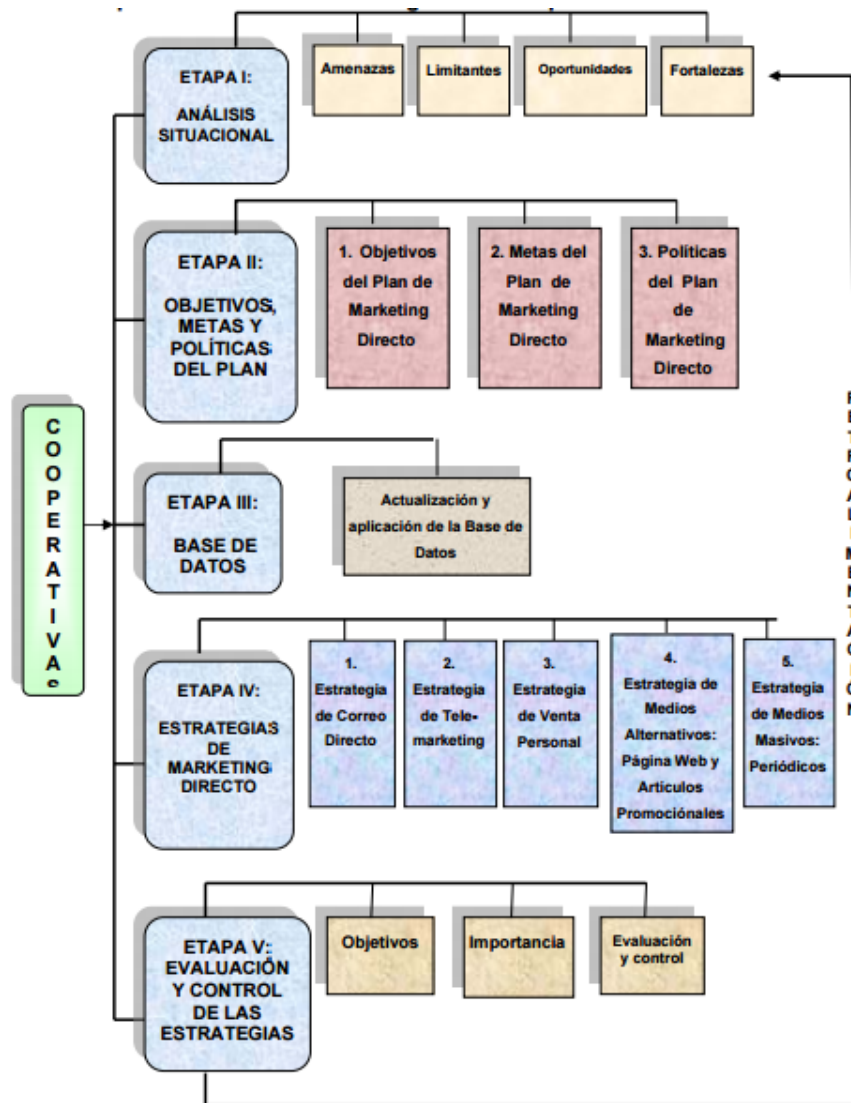 ETAPA I:
ANÁLISIS
SITUACIONAL
Amenazas
Limitantes
Oportunidades
Fortalezas
ETAPA II:
OBJETIVOS,
METAS Y
POLÍTICAS
DEL PLAN
1. Objetivos
del Plan de
Marketing
Directo
2. Metas del
Plan de
Marketing
Directo
3. Políticas
del Plan
de
Marketing
Directo
COOPERATIVAS
ETAPA III:
BASE DE
DATOS
Actualización y
aplicación de la Base de
Datos
ETAPA IV:
ESTRATEGIAS
DE
MARKETING
DIRECTO
1.
Estrategia
de Correo
Directo
2.
Estrategia
de Tele-
marketing
3.
Estrategia
de Venta
Personal
4.
Estrategia de
Medios
Alternativos:
Página Web y
Artículos
Promociónales
5.
Estrategia
de Medios
Masivos:
Periódicos
ETAPA V:
EVALUACIÓN
Y CONTROL
DE LAS
ESTRATEGIAS
Objetivos
Importancia
Evaluación
y control
RETROALIMENTACION